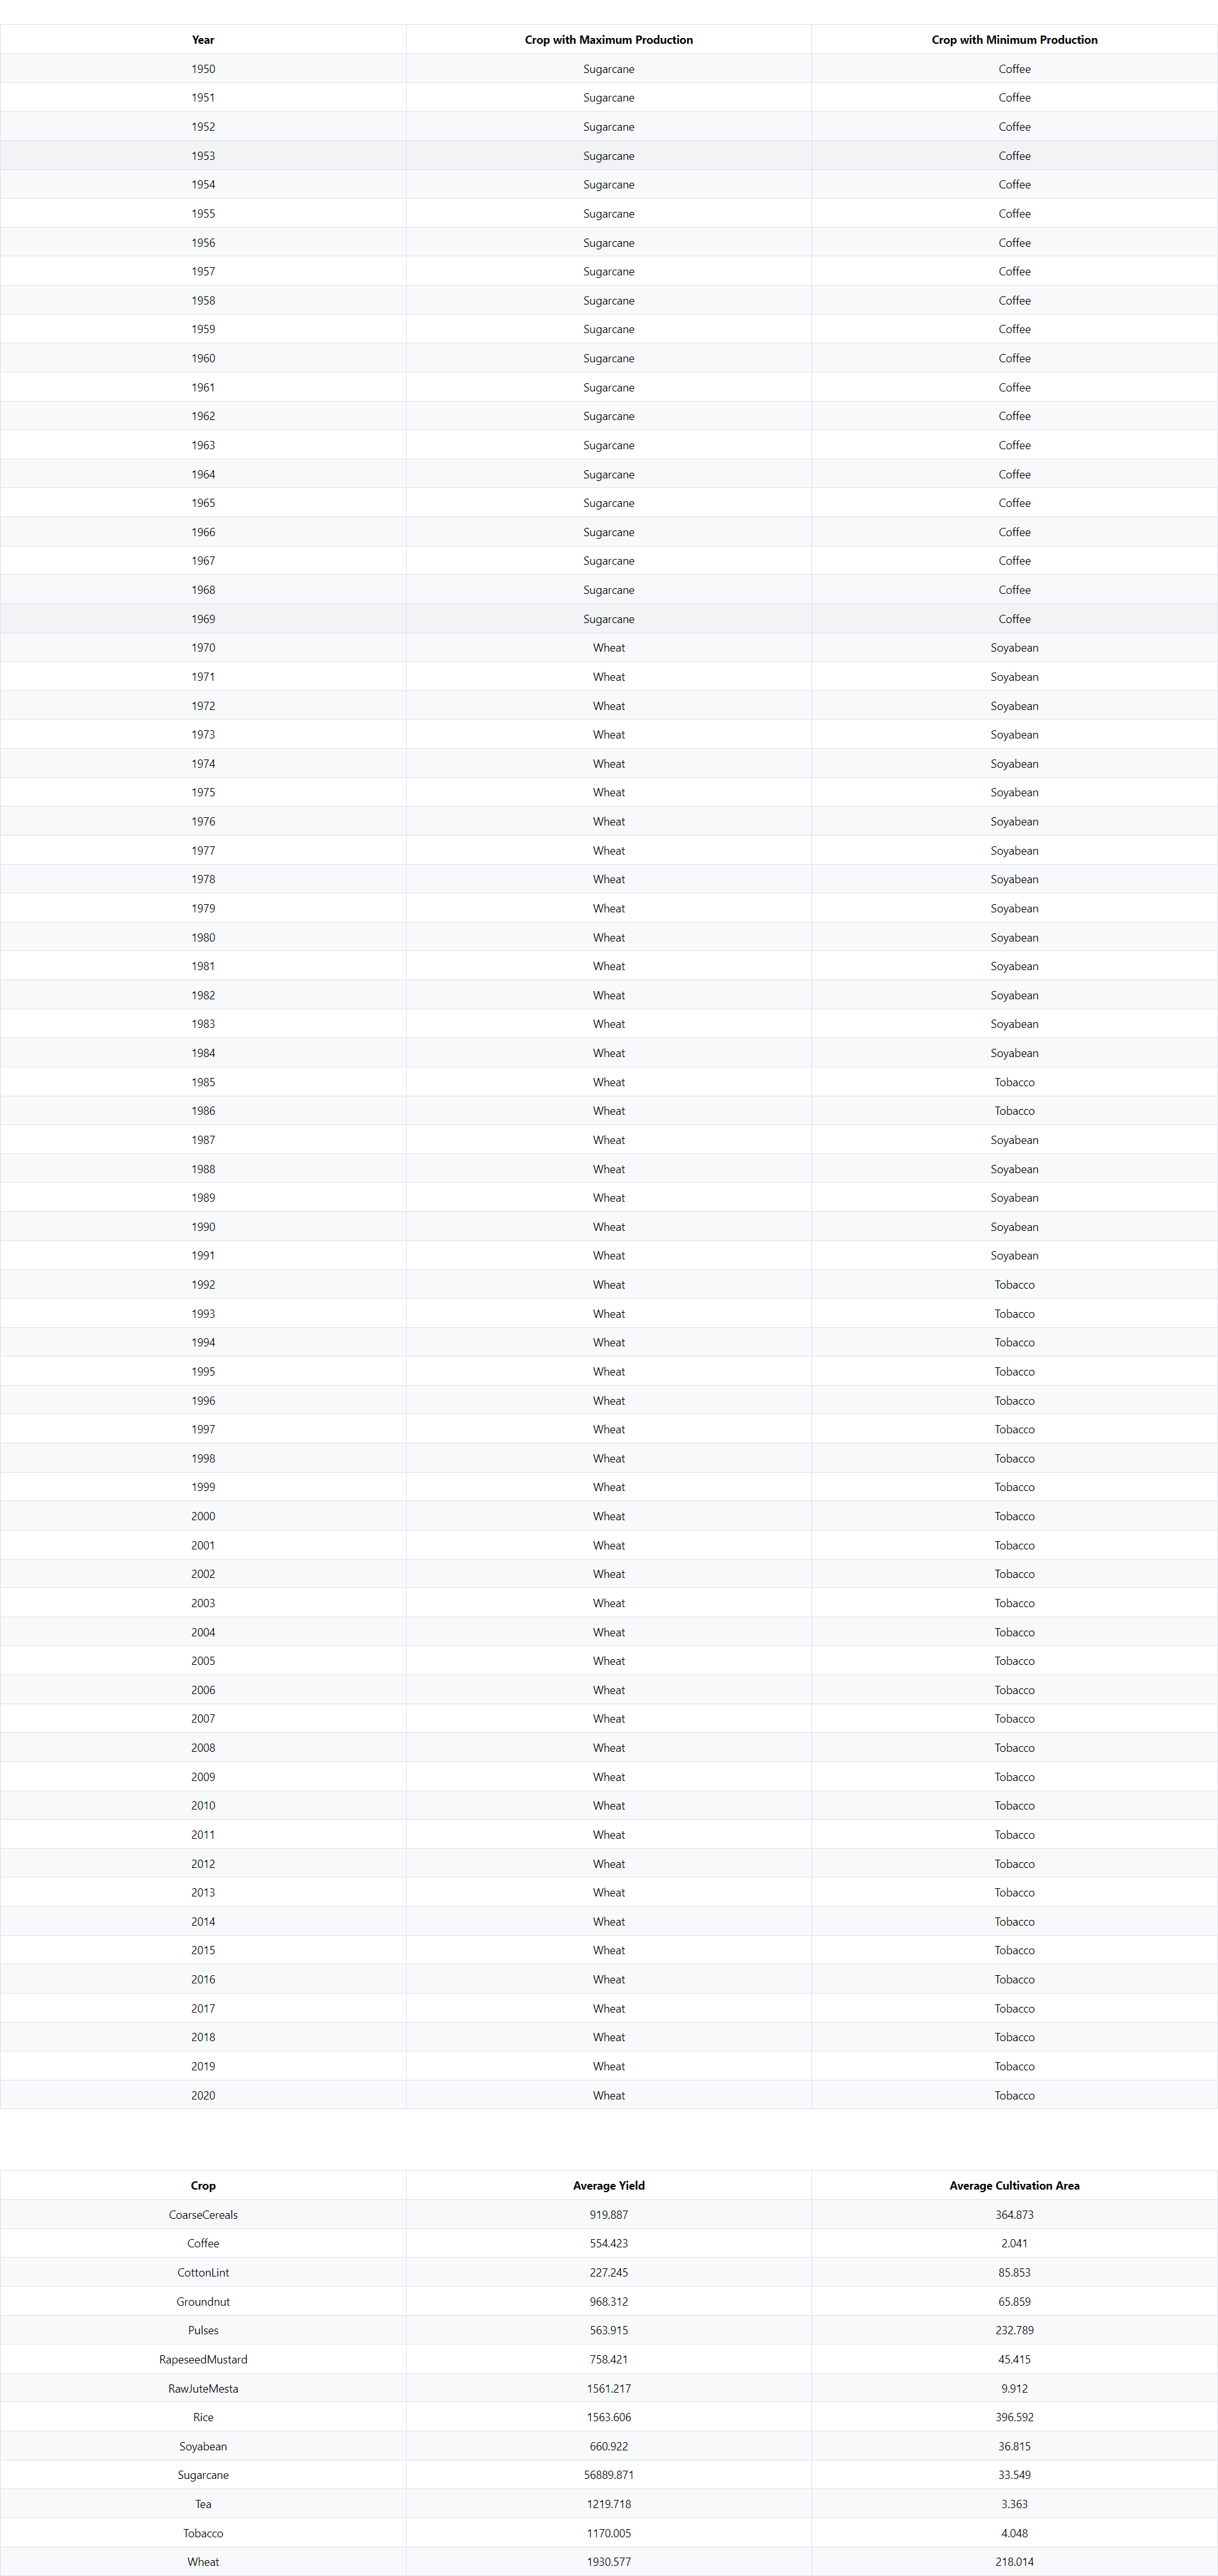 Year Crop with Maximum Production Crop with Minimum Production
1950 Sugarcane Coffee
1951 Sugarcane Coffee
1952 Sugarcane Coffee
1953 Sugarcane Coffee
1954 Sugarcane Coffee
1955 Sugarcane Coffee
1956 Sugarcane Coffee
1957 Sugarcane Coffee
1958 Sugarcane Coffee
1959 Sugarcane Coffee
1960 Sugarcane Coffee
1961 Sugarcane Coffee
1962 Sugarcane Coffee
1963 Sugarcane Coffee
1964 Sugarcane Coffee
1965 Sugarcane Coffee
1966 Sugarcane Coffee
1967 Sugarcane Coffee
1968 Sugarcane Coffee
1969 Sugarcane Coffee
1970 Wheat Soyabean
1971 Wheat Soyabean
1972 Wheat Soyabean
1973 Wheat Soyabean
1974 Wheat Soyabean
1975 Wheat Soyabean
1976 Wheat Soyabean
1977 Wheat Soyabean
1978 Wheat Soyabean
1979 Wheat Soyabean
1980 Wheat Soyabean
1981 Wheat Soyabean
1982 Wheat Soyabean
1983 Wheat Soyabean
1984 Wheat Soyabean
1985 Wheat Tobacco
1986 Wheat Tobacco
1987 Wheat Soyabean
1988 Wheat Soyabean
1989 Wheat Soyabean
1990 Wheat Soyabean
1991 Wheat Soyabean
1992 Wheat Tobacco
1993 Wheat Tobacco
1994 Wheat Tobacco
1995 Wheat Tobacco
1996 Wheat Tobacco
1997 Wheat Tobacco
1998 Wheat Tobacco
1999 Wheat Tobacco
2000 Wheat Tobacco
2001 Wheat Tobacco
2002 Wheat Tobacco
2003 Wheat Tobacco
2004 Wheat Tobacco
2005 Wheat Tobacco
2006 Wheat Tobacco
2007 Wheat Tobacco
2008 Wheat Tobacco
2009 Wheat Tobacco
2010 Wheat Tobacco
2011 Wheat Tobacco
2012 Wheat Tobacco
2013 Wheat Tobacco
2014 Wheat Tobacco
2015 Wheat Tobacco
2016 Wheat Tobacco
2017 Wheat Tobacco
2018 Wheat Tobacco
2019 Wheat Tobacco
2020 Wheat Tobacco
Crop Average Yield Average Cultivation Area
CoarseCereals 919.887 364.873
Coffee 554.423 2.041
CottonLint 227.245 85.853
Groundnut 968.312 65.859
Pulses 563.915 232.789
RapeseedMustard 758.421 45.415
RawJuteMesta 1561.217 9.912
Rice 1563.606 396.592
Soyabean 660.922 36.815
Sugarcane 56889.871 33.549
Tea 1219.718 3.363
Tobacco 1170.005 4.048
Wheat 1930.577 218.014